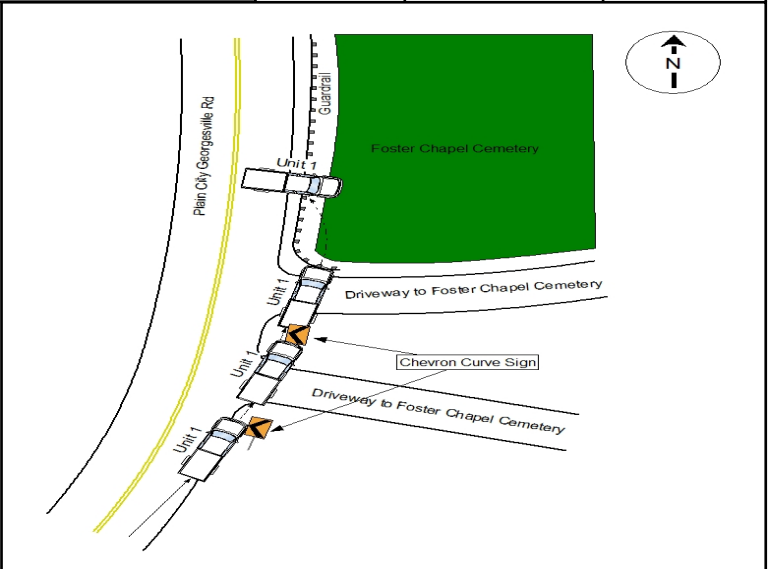 N
Guardrail
Plain City Georgesville Rd
Foster Chapel Cemetery
Unit 1
Unit 1
Driveway to Foster Chapel Cemetery
Unit 1
Chevron Curve Sign
Driveway to Foster Chapel Cemetery
Unit 1